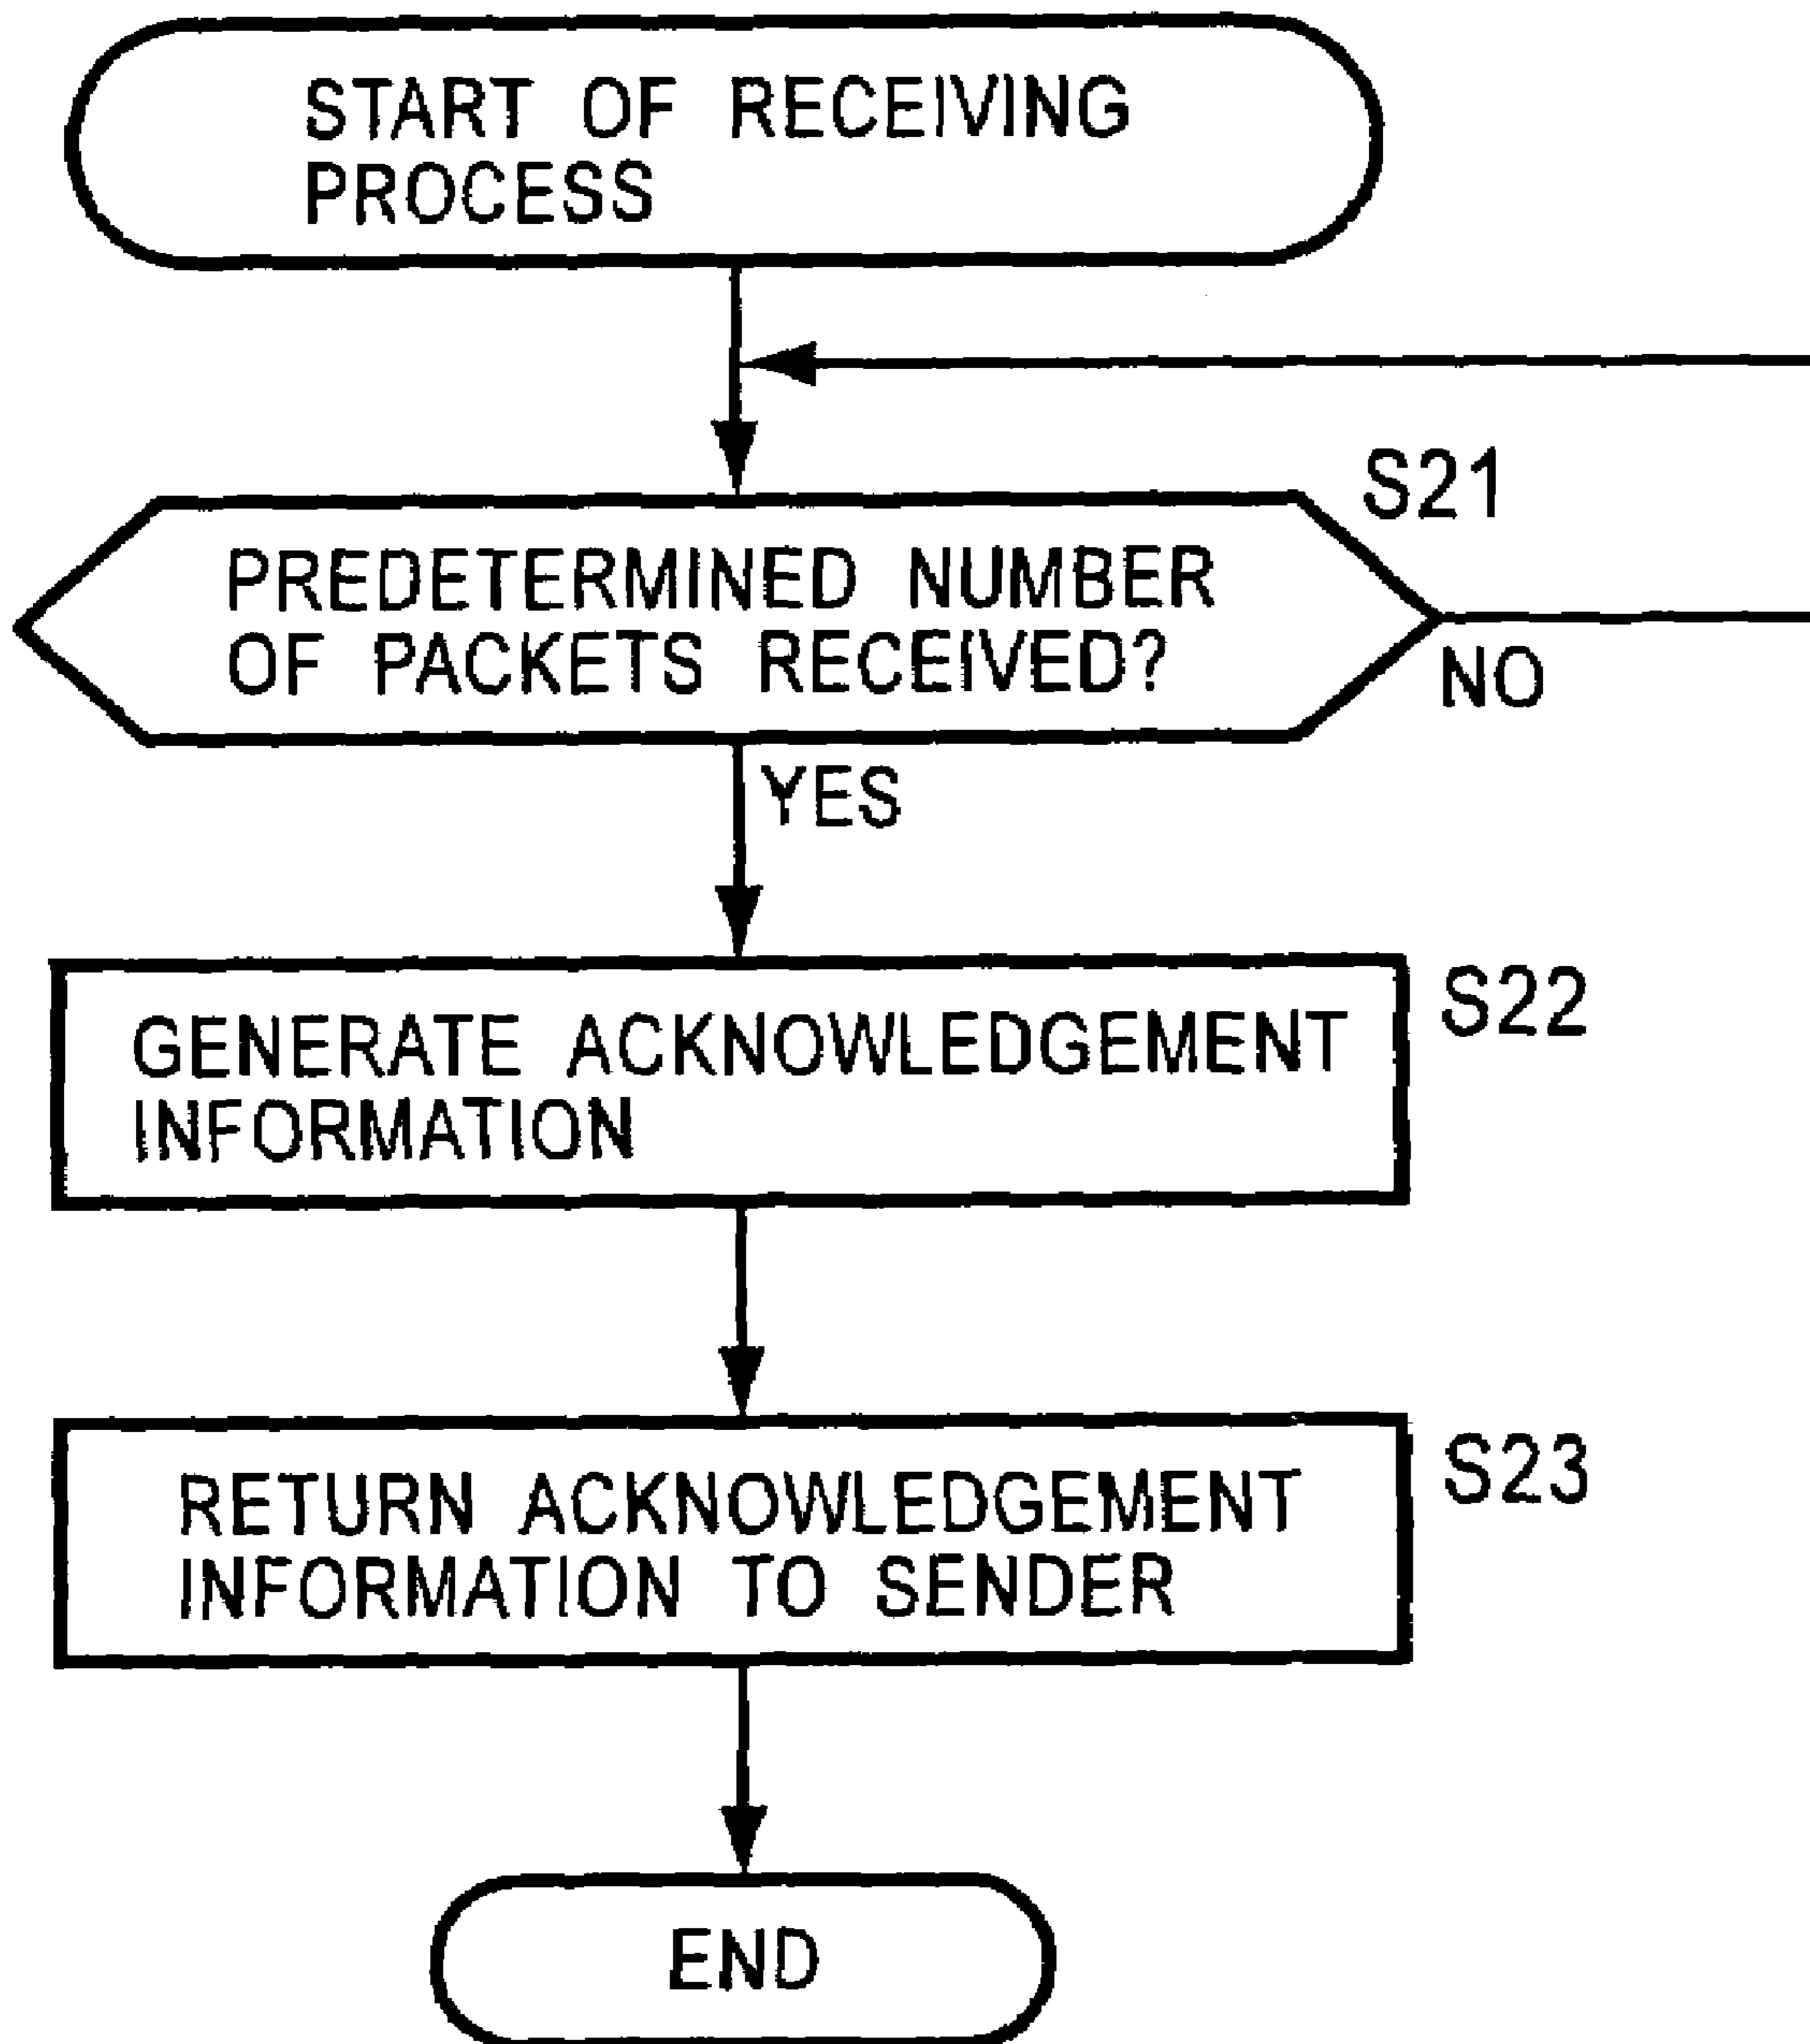 START OF RECEIVING
PROCESS
S21
PREDETERMINED NUMBER
OF PACKETS RECEIVED?
NO
YES
S22
GENERATE ACKNOWLEDGEMENT
INFORMATION
S23
RETURN ACKNOWLEDGEMENT
INFORMATION TO SENDER
END